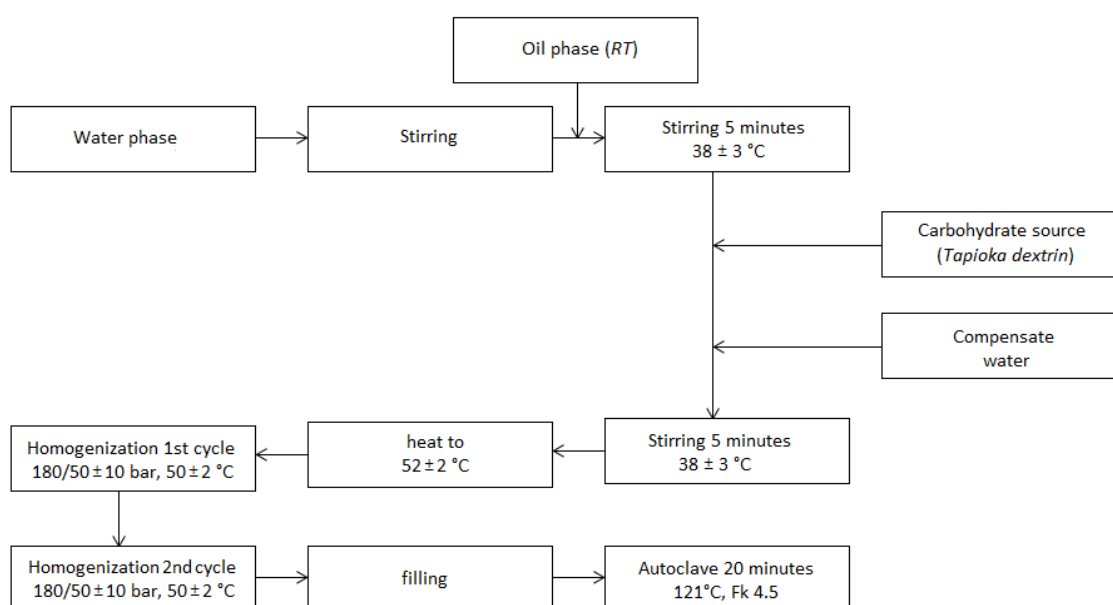 Oil phase (RT)
Water phase
Stirring
Stirring 5 minutes
38 ± 3 °C
Carbohydrate source
(Tapioka dextrin)
Compensate
water
Stirring 5 minutes
38 ± 3 °C
heat to
52 ± 2 °C
Homogenization 1st cycle
180/50 ± 10 bar, 50 ± 2 °C
Homogenization 2nd cycle
180/50 ± 10 bar, 50 ± 2 °C
filling
Autoclave 20 minutes
121°C, Fk 4.5